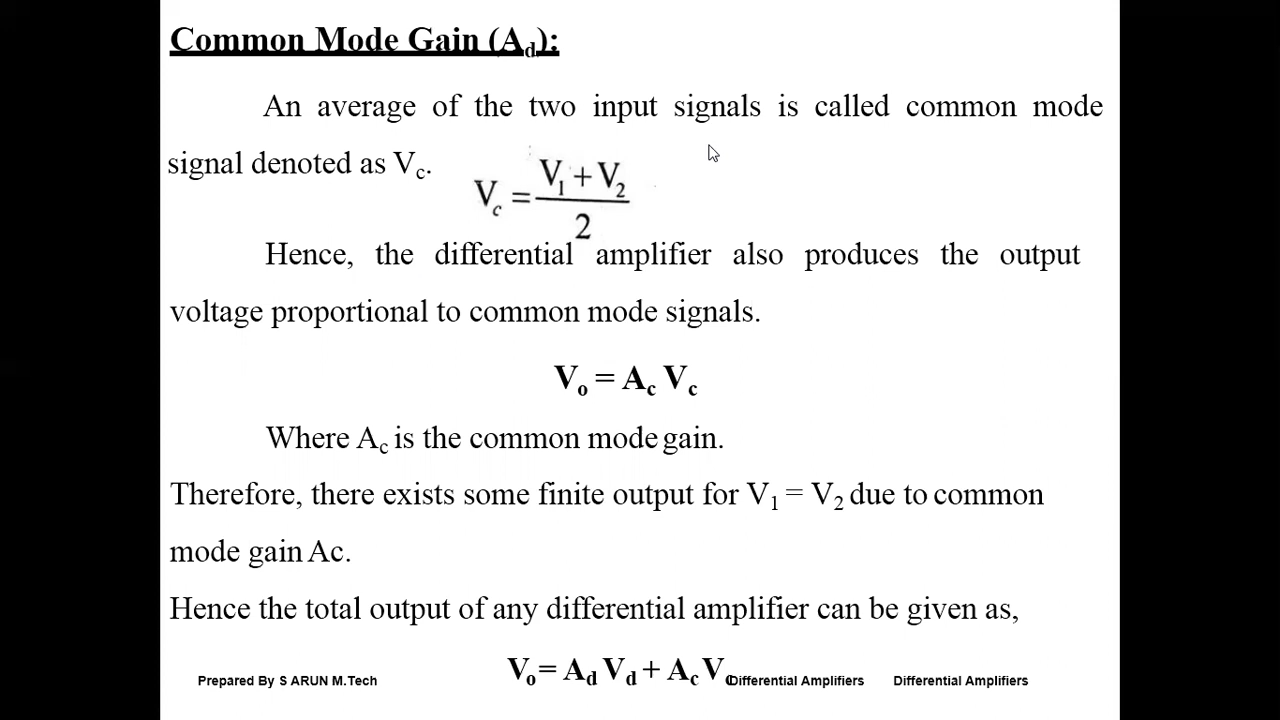 Common Mode Gain (Ad):
An average of the two input signals is called common mode
signal denoted as Vc.
Vc = V1 + V2 / 2
Hence, the differential amplifier also produces the output
voltage proportional to common mode signals.
Vo = Ac Vc
Where Ac is the common mode gain.
Therefore, there exists some finite output for V1 = V2 due to common
mode gain Ac.
Hence the total output of any differential amplifier can be given as,
Vo = Ad Vd + Ac Vc
Prepared By S ARUN M.Tech Differential Amplifiers Differential Amplifiers